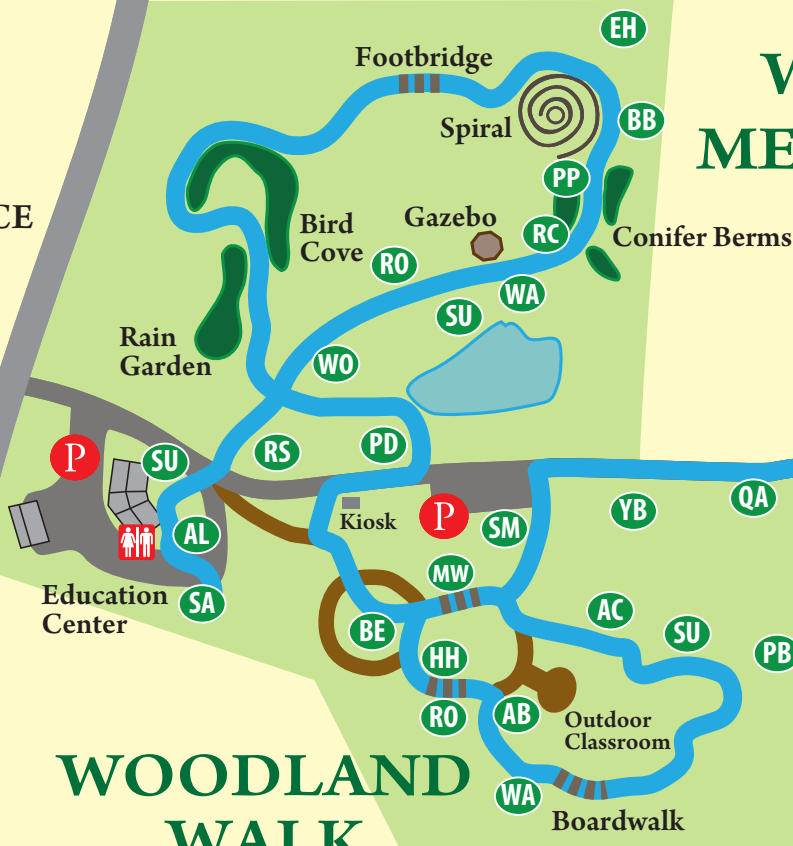 EH
Footbridge
W
BB
Spiral
ME
PP
CE
Bird
Cove
Gazebo
RC
Conifer Berms
RO
WA
SU
Rain
Garden
WO
P
SU
RS
PD
Kiosk
P
SM
YB
QA
AL
MW
Education
Center
SA
BE
AC
SU
PB
HH
RO
AB
Outdoor
Classroom
WOODLAND
WALK
WA
Boardwalk